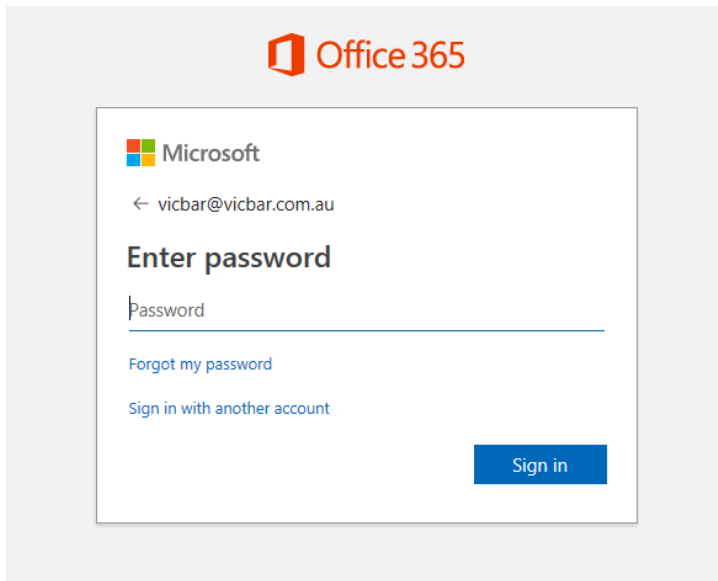 Office 365
Microsoft
← vicbar@vicbar.com.au
Enter password
Password
Forgot my password
Sign in with another account
Sign in